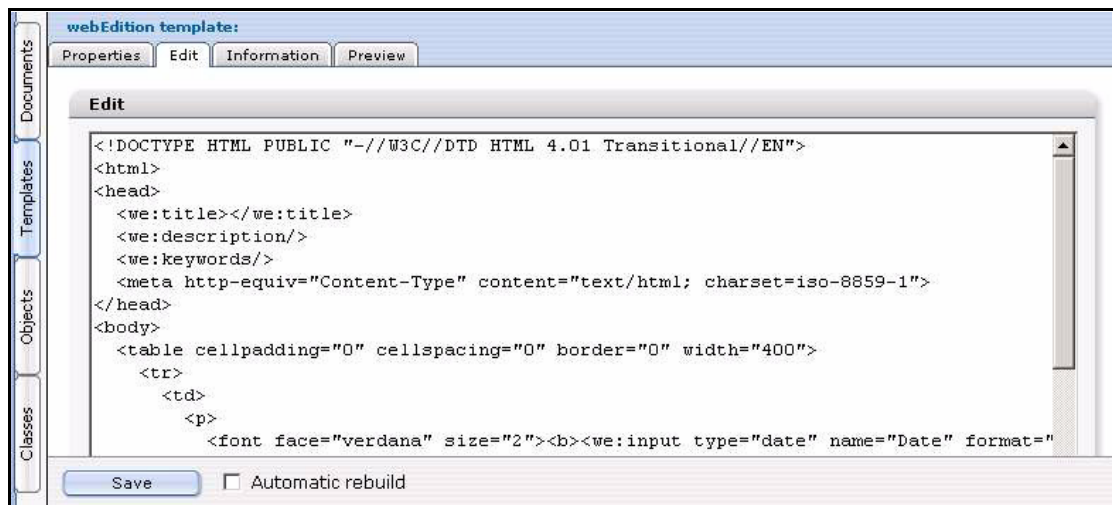 webEdition template:
Properties Edit Information Preview
Documents
Templates
Objects
Classes
Edit
<!DOCTYPE HTML PUBLIC "-//W3C//DTD HTML 4.01 Transitional//EN">
<html>
<head>
<we:title></we:title>
<we:description/>
<we:keywords/>
<meta http-equiv="Content-Type" content="text/html; charset=iso-8859-1">
</head>
<body>
<table cellpadding="0" cellspacing="0" border="0" width="400">
<tr>
<td>
<p>
<font face="verdana" size="2"><b><we:input type="date" name="Date" format="
Save Automatic rebuild